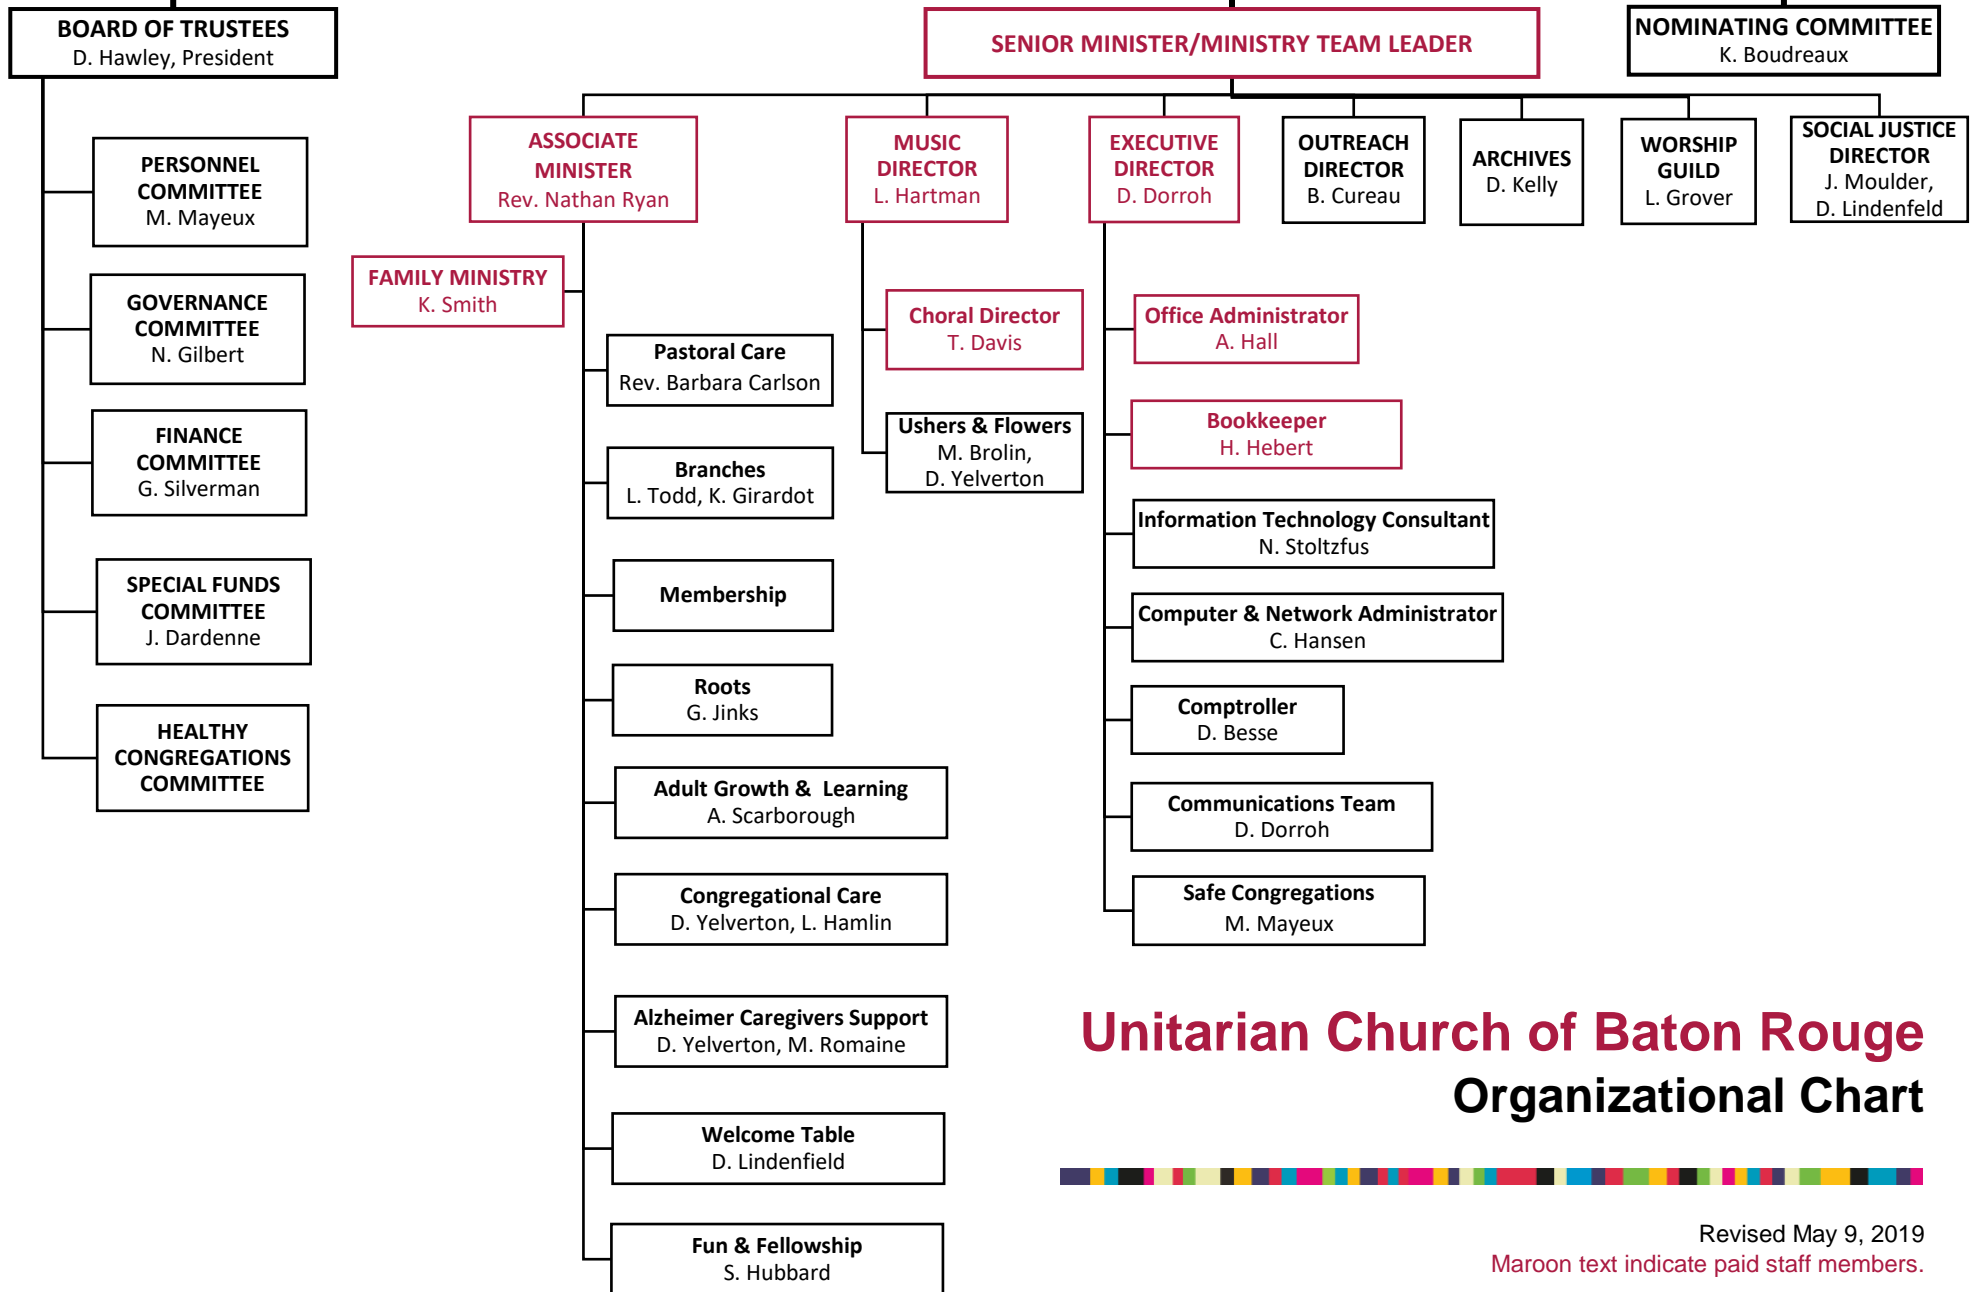 BOARD OF TRUSTEES
D. Hawley, President
SENIOR MINISTER/MINISTRY TEAM LEADER
NOMINATING COMMITTEE
K. Boudreaux
PERSONNEL
COMMITTEE
M. Mayeux
GOVERNANCE
COMMITTEE
N. Gilbert
FINANCE
COMMITTEE
G. Silverman
SPECIAL FUNDS
COMMITTEE
J. Dardenne
HEALTHY
CONGREGATIONS
COMMITTEE
ASSOCIATE
MINISTER
Rev. Nathan Ryan
FAMILY MINISTRY
K. Smith
Pastoral Care
Rev. Barbara Carlson
Branches
L. Todd, K. Girardot
Membership
Roots
G. Jinks
Adult Growth & Learning
A. Scarborough
Congregational Care
D. Yelverton, L. Hamlin
Alzheimer Caregivers Support
D. Yelverton, M. Romaine
Welcome Table
D. Lindenfield
Fun & Fellowship
S. Hubbard
MUSIC
DIRECTOR
L. Hartman
Choral Director
T. Davis
Ushers & Flowers
M. Brolin,
D. Yelverton
EXECUTIVE
DIRECTOR
D. Dorroh
Office Administrator
A. Hall
Bookkeeper
H. Hebert
Information Technology Consultant
N. Stoltzfus
Computer & Network Administrator
C. Hansen
Comptroller
D. Besse
Communications Team
D. Dorroh
Safe Congregations
M. Mayeux
OUTREACH
DIRECTOR
B. Cureau
ARCHIVES
D. Kelly
WORSHIP
GUILD
L. Grover
SOCIAL JUSTICE
DIRECTOR
J. Moulder,
D. Lindenfeld
Unitarian Church of Baton Rouge
Organizational Chart
Revised May 9, 2019
Maroon text indicate paid staff members.